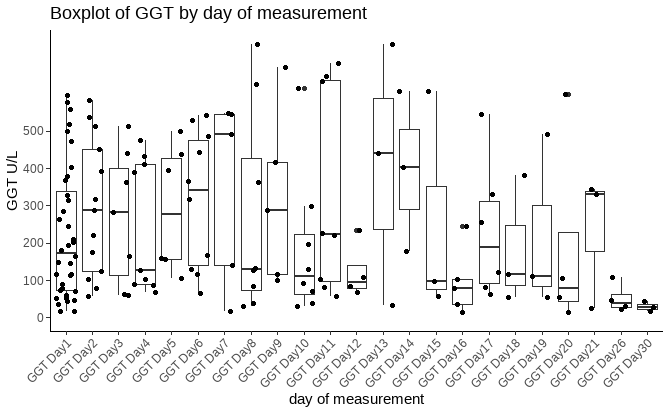 Boxplot of GGT by day of measurement
GGT U/L
500
400
300
200
100
0
GGT Day1
GGT Day2
GGT Day3
GGT Day4
GGT Day5
GGT Day6
GGT Day7
GGT Day8
GGT Day9
GGT Day10
GGT Day11
GGT Day12
GGT Day13
GGT Day14
GGT Day15
GGT Day16
GGT Day17
GGT Day18
GGT Day19
GGT Day20
GGT Day21
GGT Day26
GGT Day30
day of measurement